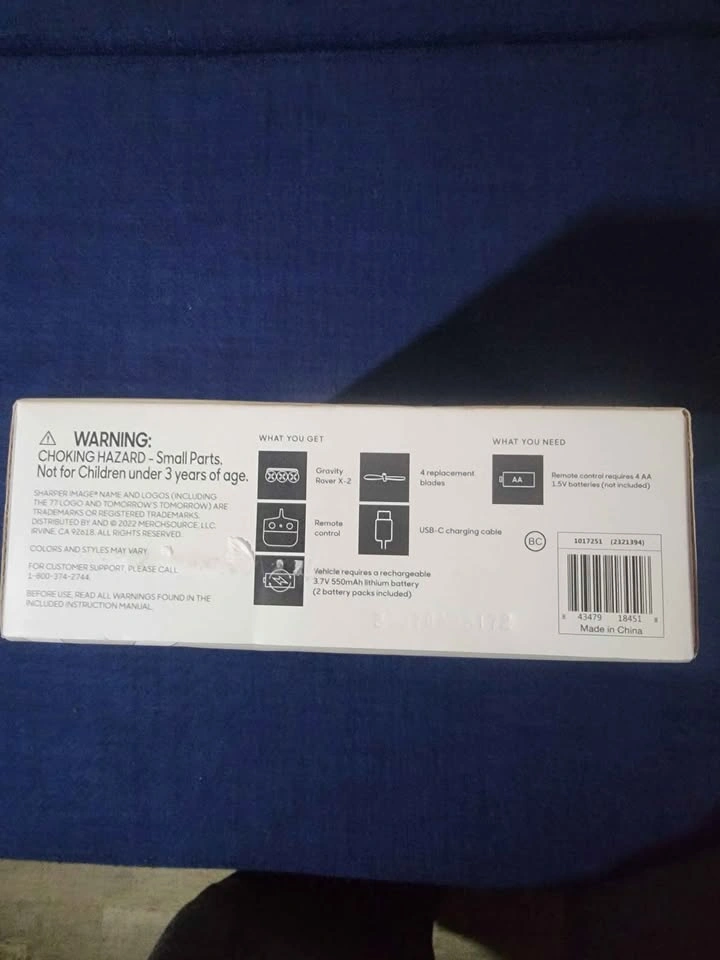 WARNING:
CHOKING HAZARD - Small Parts.
Not for Children under 3 years of age.
SHARPER IMAGE® NAME AND LOGOS (INCLUDING
THE 77 LOGO AND TOMORROW'S TOMORROW) ARE
TRADEMARKS OR REGISTERED TRADEMARKS.
DISTRIBUTED BY AND © 2022 MERCHSOURCE, LLC.
IRVINE, CA 92618. ALL RIGHTS RESERVED.
COLORS AND STYLES MAY VARY.
FOR CUSTOMER SUPPORT, PLEASE CALL
1-800-374-2744.
BEFORE USE, READ ALL WARNINGS FOUND IN THE
INCLUDED INSTRUCTION MANUAL.
WHAT YOU GET
Gravity
Rover X-2
4 replacement
blades
Remote
control
USB-C charging cable
Vehicle requires a rechargeable
3.7V 550mAh lithium battery
(2 battery packs included)
WHAT YOU NEED
AA
Remote control requires 4 AA
1.5V batteries (not included)
BC
1017251 (2321394)
8 43479 18451 8
Made in China